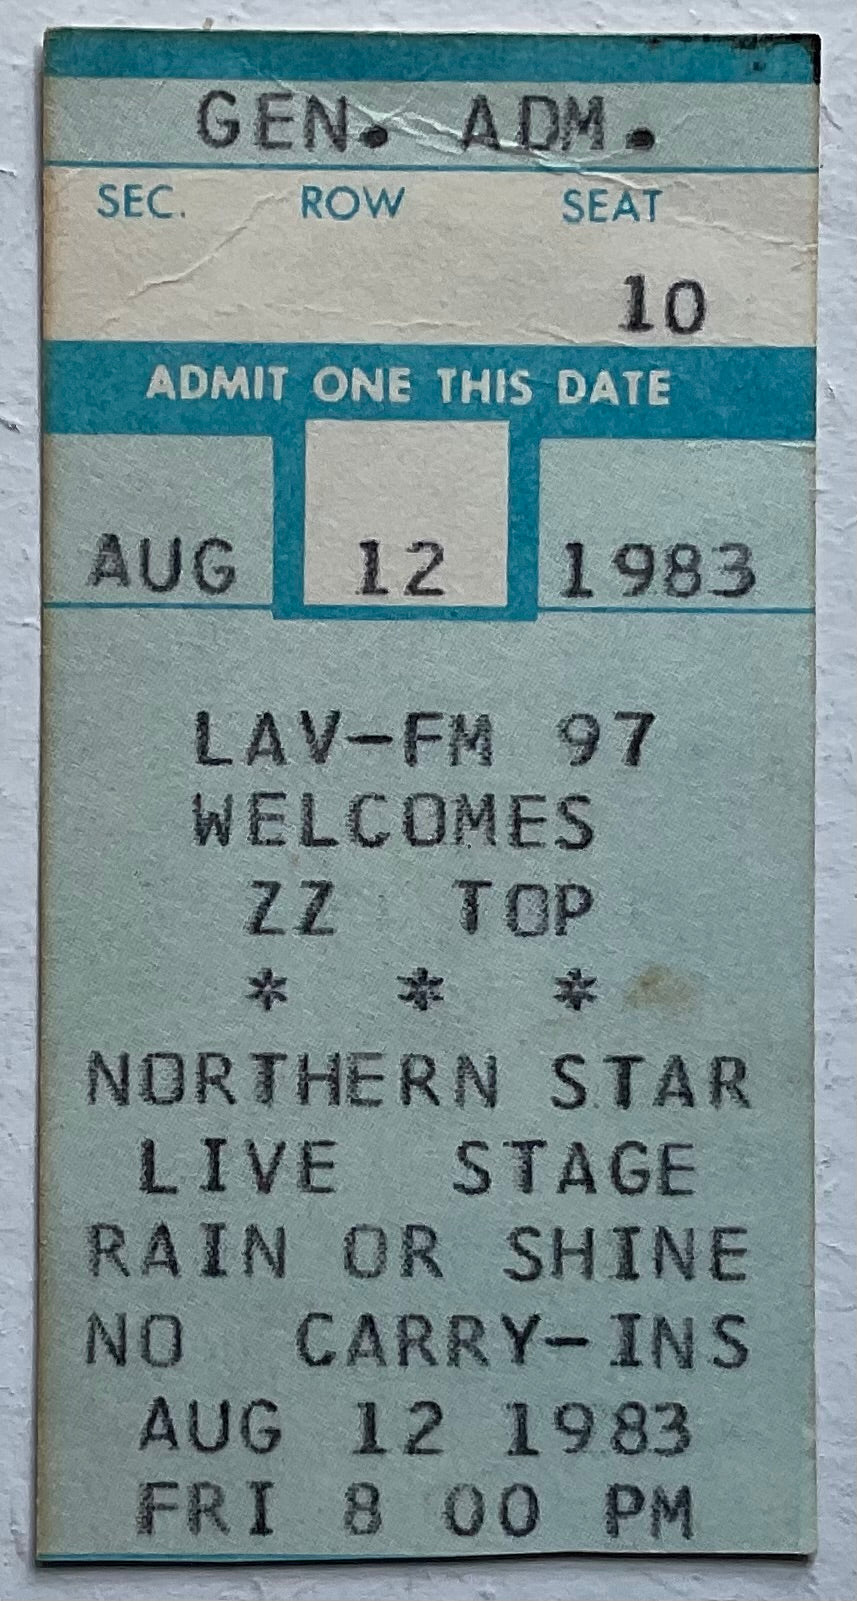 GEN. ADM.
SEC. ROW SEAT
10
ADMIT ONE THIS DATE
AUG 12 1983
LAV-FM 97
WELCOMES
ZZ TOP
* * *
NORTHERN STAR
LIVE STAGE
RAIN OR SHINE
NO CARRY-INS
AUG 12 1983
FRI 8 00 PM